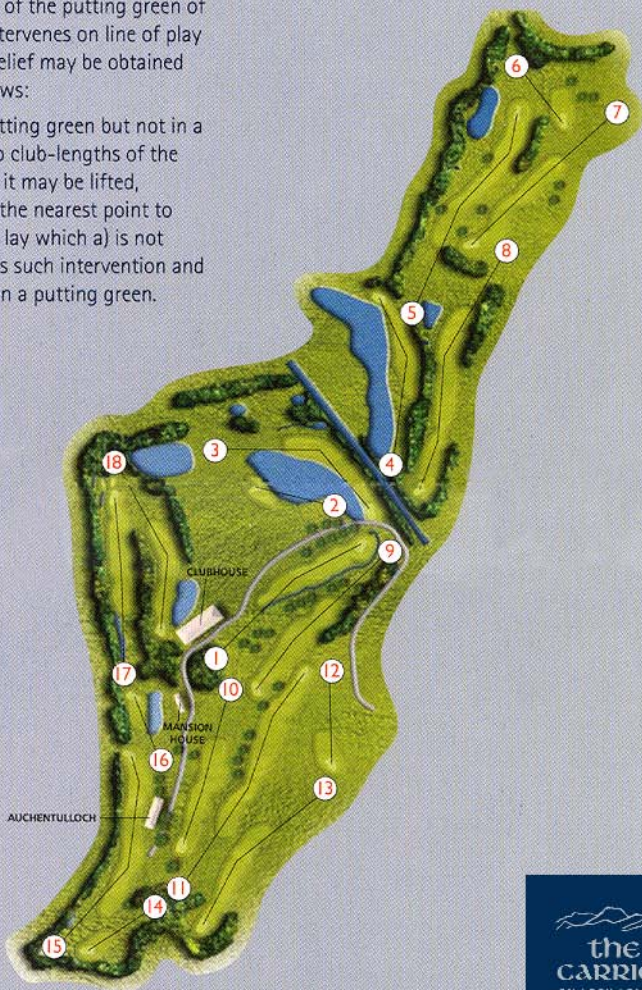 of the putting green of
tervenes on line of play
elief may be obtained
ws:
tting green but not in a
o club-lengths of the
it may be lifted,
the nearest point to
lay which a) is not
s such intervention and
n a putting green.
6
7
8
5
3
4
18
2
9
CLUBHOUSE
1
12
17
10
MANSION
HOUSE
16
13
AUCHENTULLOCH
11
14
15
the
CARRIC